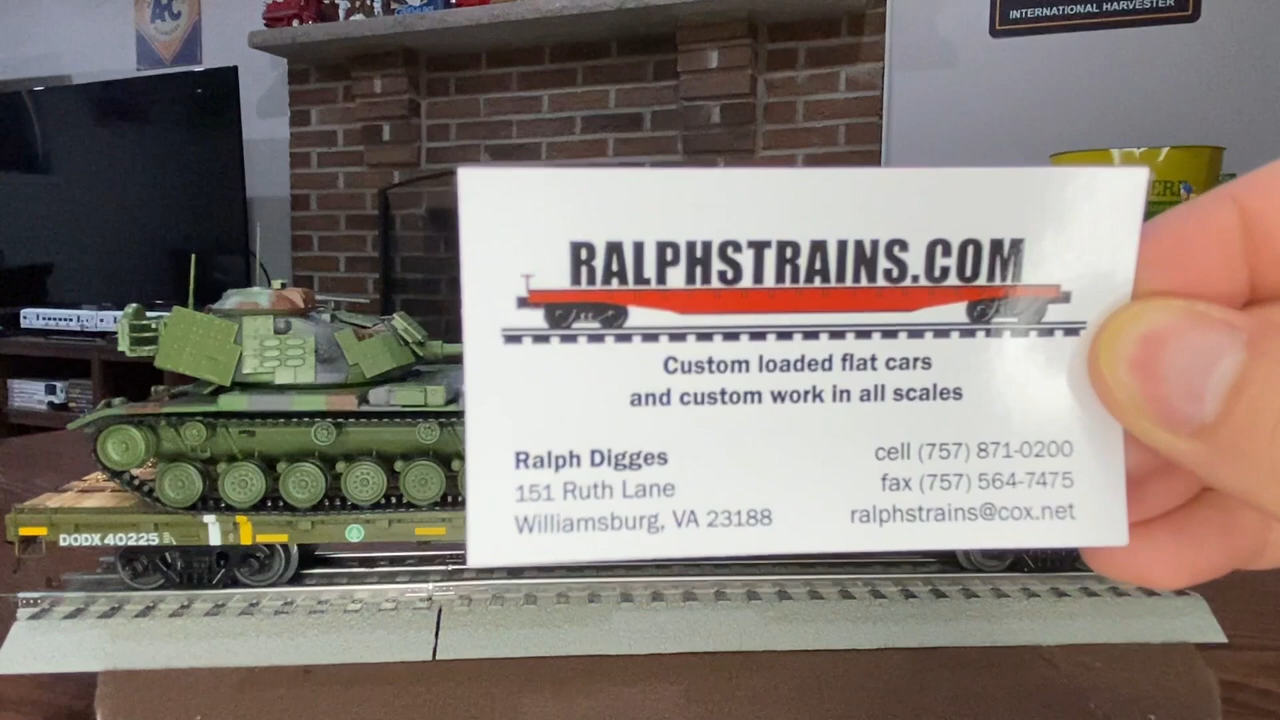 A-C
INTERNATIONAL HARVESTER
RALPHSTRAINS.COM
Custom loaded flat cars
and custom work in all scales
Ralph Digges
151 Ruth Lane
Williamsburg, VA 23188
cell (757) 871-0200
fax (757) 564-7475
ralphstrains@cox.net
DODX 40225